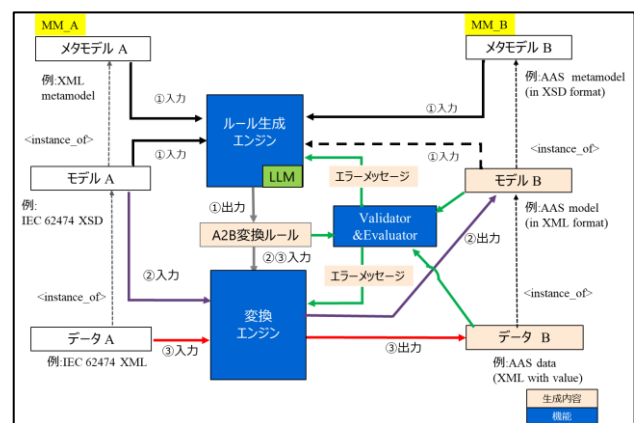 MM_A
MM_B
メタモデル A
メタモデル B
例:XML
metamodel
例:AAS metamodel
(in XSD format)
①入力
①入力
ルール生成
エンジン
LLM
<instance_of>
<instance_of>
①入力
①入力
モデル A
モデル B
エラーメッセージ
例:
IEC 62474 XSD
例:AAS model
(in XML format)
①出力
A2B変換ルール
Validator
&Evaluator
②出力
②③入力
エラーメッセージ
②入力
変換
エンジン
<instance_of>
<instance_of>
データ A
データ B
③入力
③出力
例:IEC 62474 XML
例:AAS data
(XML with value)
生成内容
機能